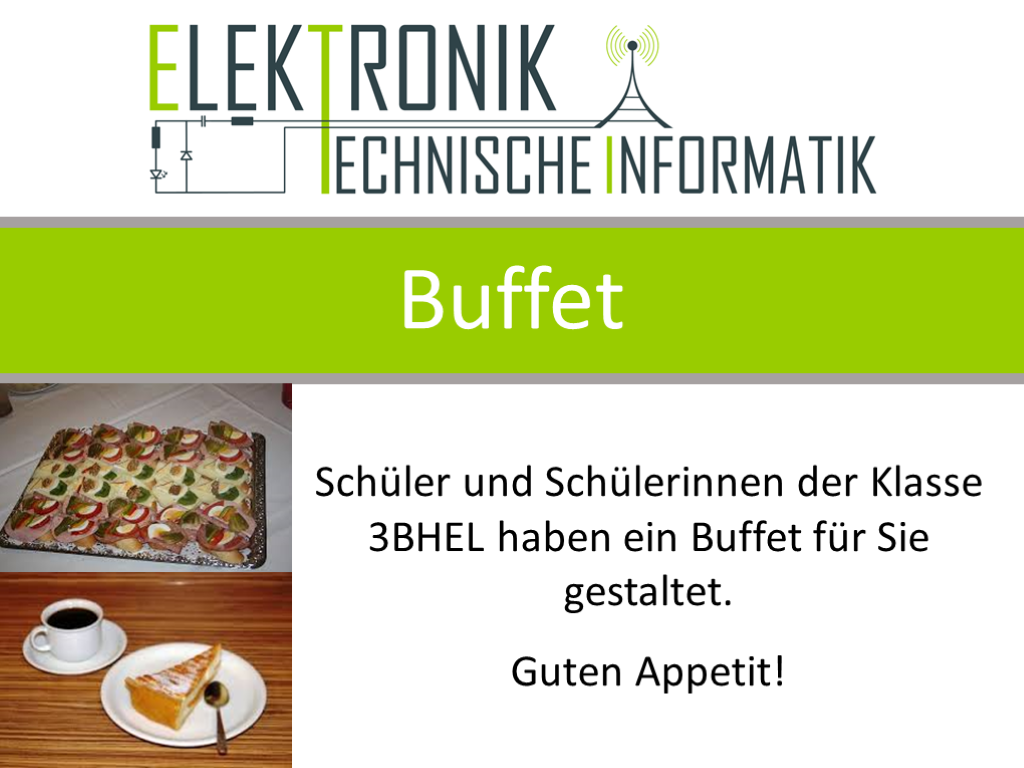 ELEKTRONIK
TECHNISCHE INFORMATIK
Buffet
Schüler und Schülerinnen der Klasse
3BHEL haben ein Buffet für Sie
gestaltet.
Guten Appetit!